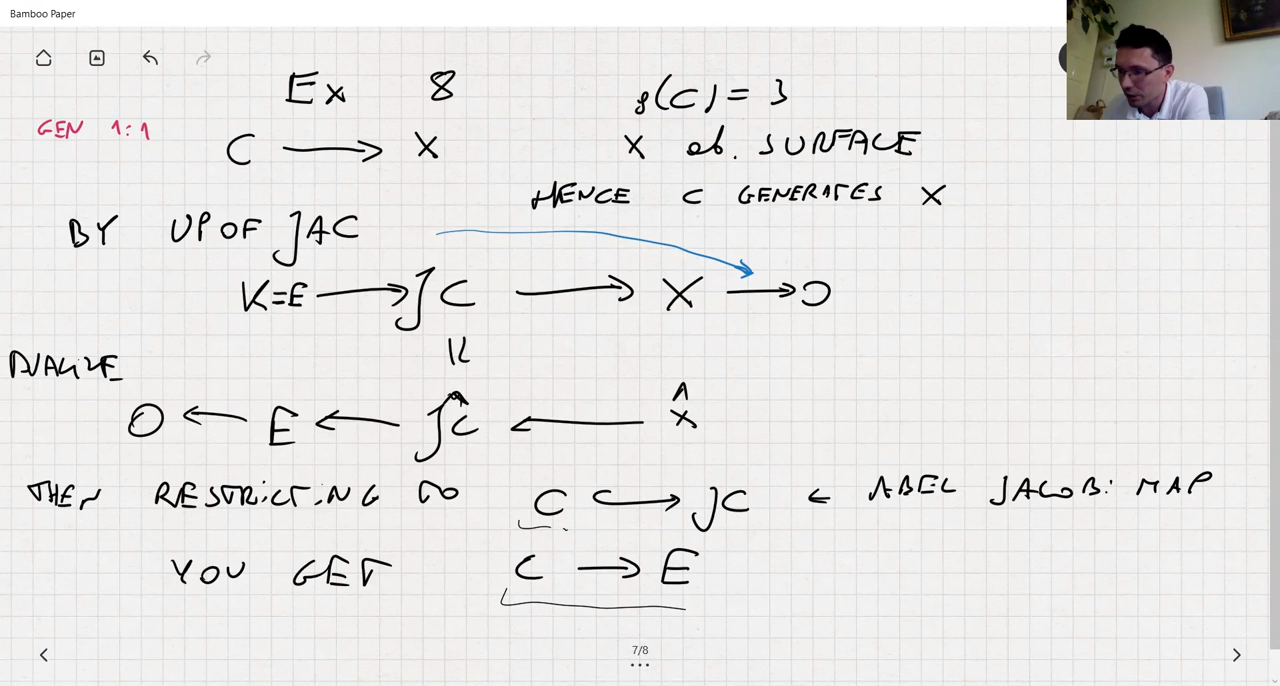 Bamboo Paper
Ex 8
g(C) = 3
GEN 1:1
C → X
X ab. SURFACE
HENCE C GENERATES X
BY UP OF JAC
K=E → JC → X → 0
DUALIZE
0 ← E ← JĈ ← X̂
THEN RESTRICTING TO C ↪ JC ← ABEL JACOBI MAP
YOU GET C → E
7/8